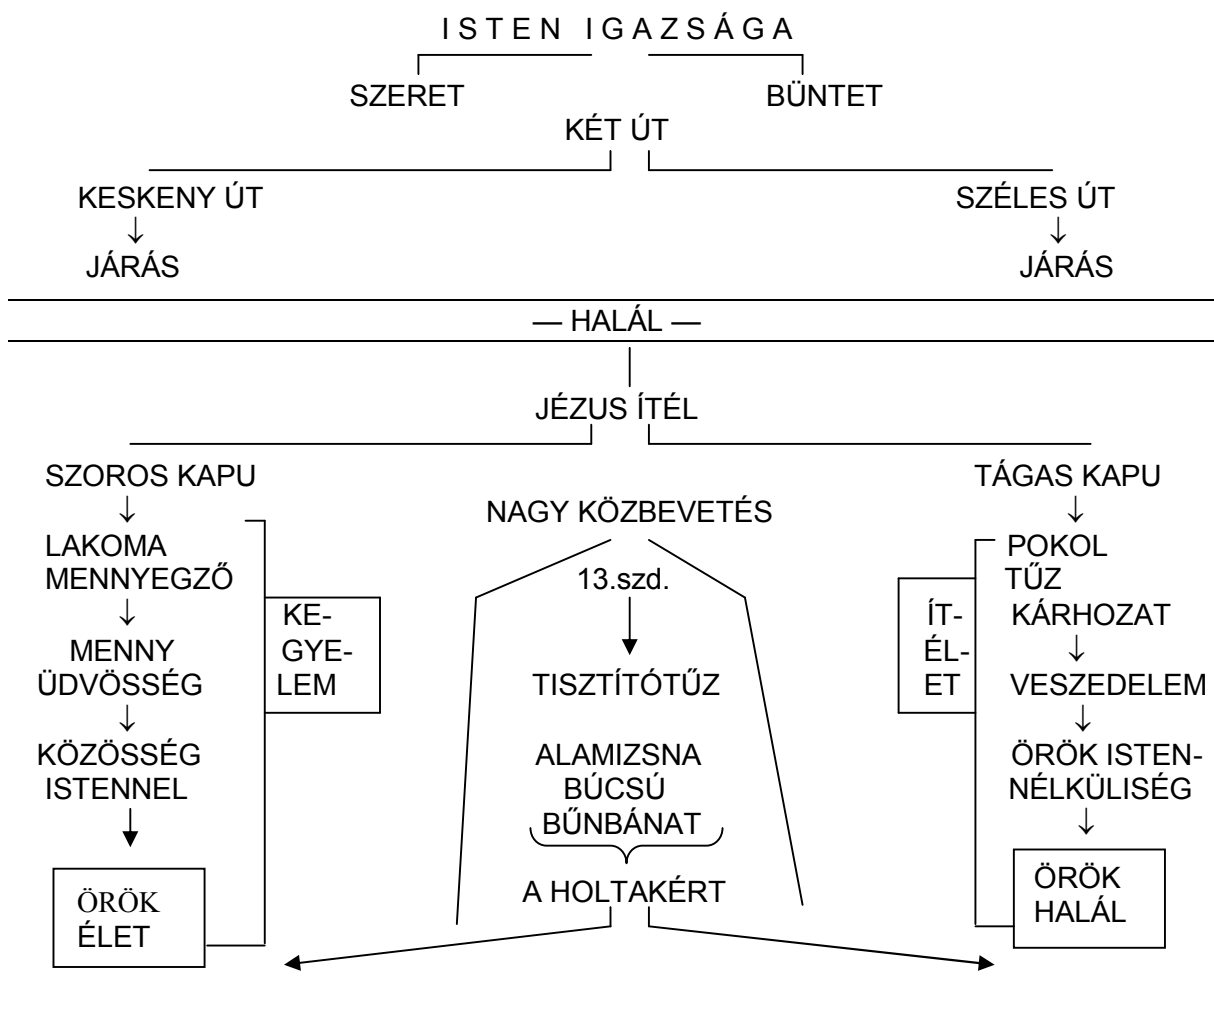 ISTEN IGAZSÁGA
SZERET
BÜNTET
KÉT ÚT
KESKENY ÚT
SZÉLES ÚT
JÁRÁS
JÁRÁS
— HALÁL —
JÉZUS ÍTÉL
SZOROS KAPU
LAKOMA
MENNYEGZŐ
MENNY
ÜDVÖSSÉG
KÖZÖSSÉG
ISTENNEL
ÖRÖK
ÉLET
KE-
GYE-
LEM
NAGY KÖZBEVETÉS
13.szd.
TISZTÍTÓTŰZ
ALAMIZSNA
BÚCSÚ
BŰNBÁNAT
A HOLTAKÉRT
TÁGAS KAPU
POKOL
TŰZ
KÁRHOZAT
VESZEDELEM
ÖRÖK ISTEN-
NÉLKÜLISÉG
ÖRÖK
HALÁL
ÍT-
ÉL-
ET